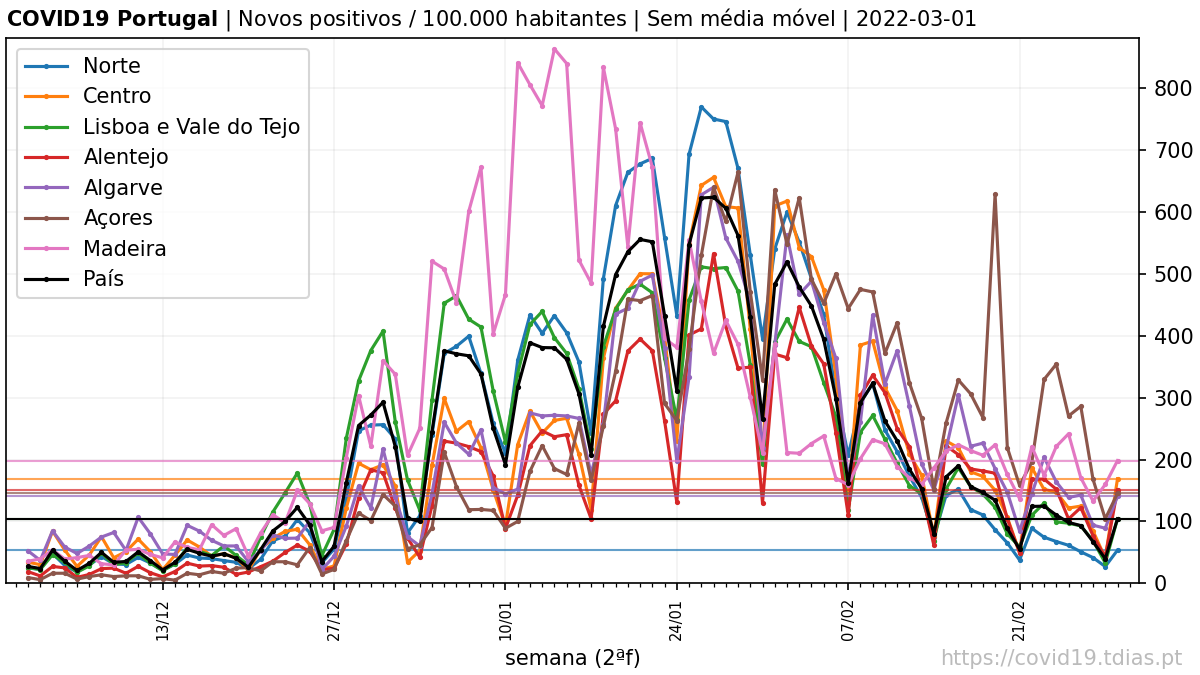 COVID19 Portugal | Novos positivos / 100.000 habitantes | Sem média móvel | 2022-03-01
Norte
Centro
Lisboa e Vale do Tejo
Alentejo
Algarve
Açores
Madeira
País
800
700
600
500
400
300
200
100
0
13/12
27/12
10/01
24/01
07/02
21/02
semana (2ªf)
https://covid19.tdias.pt